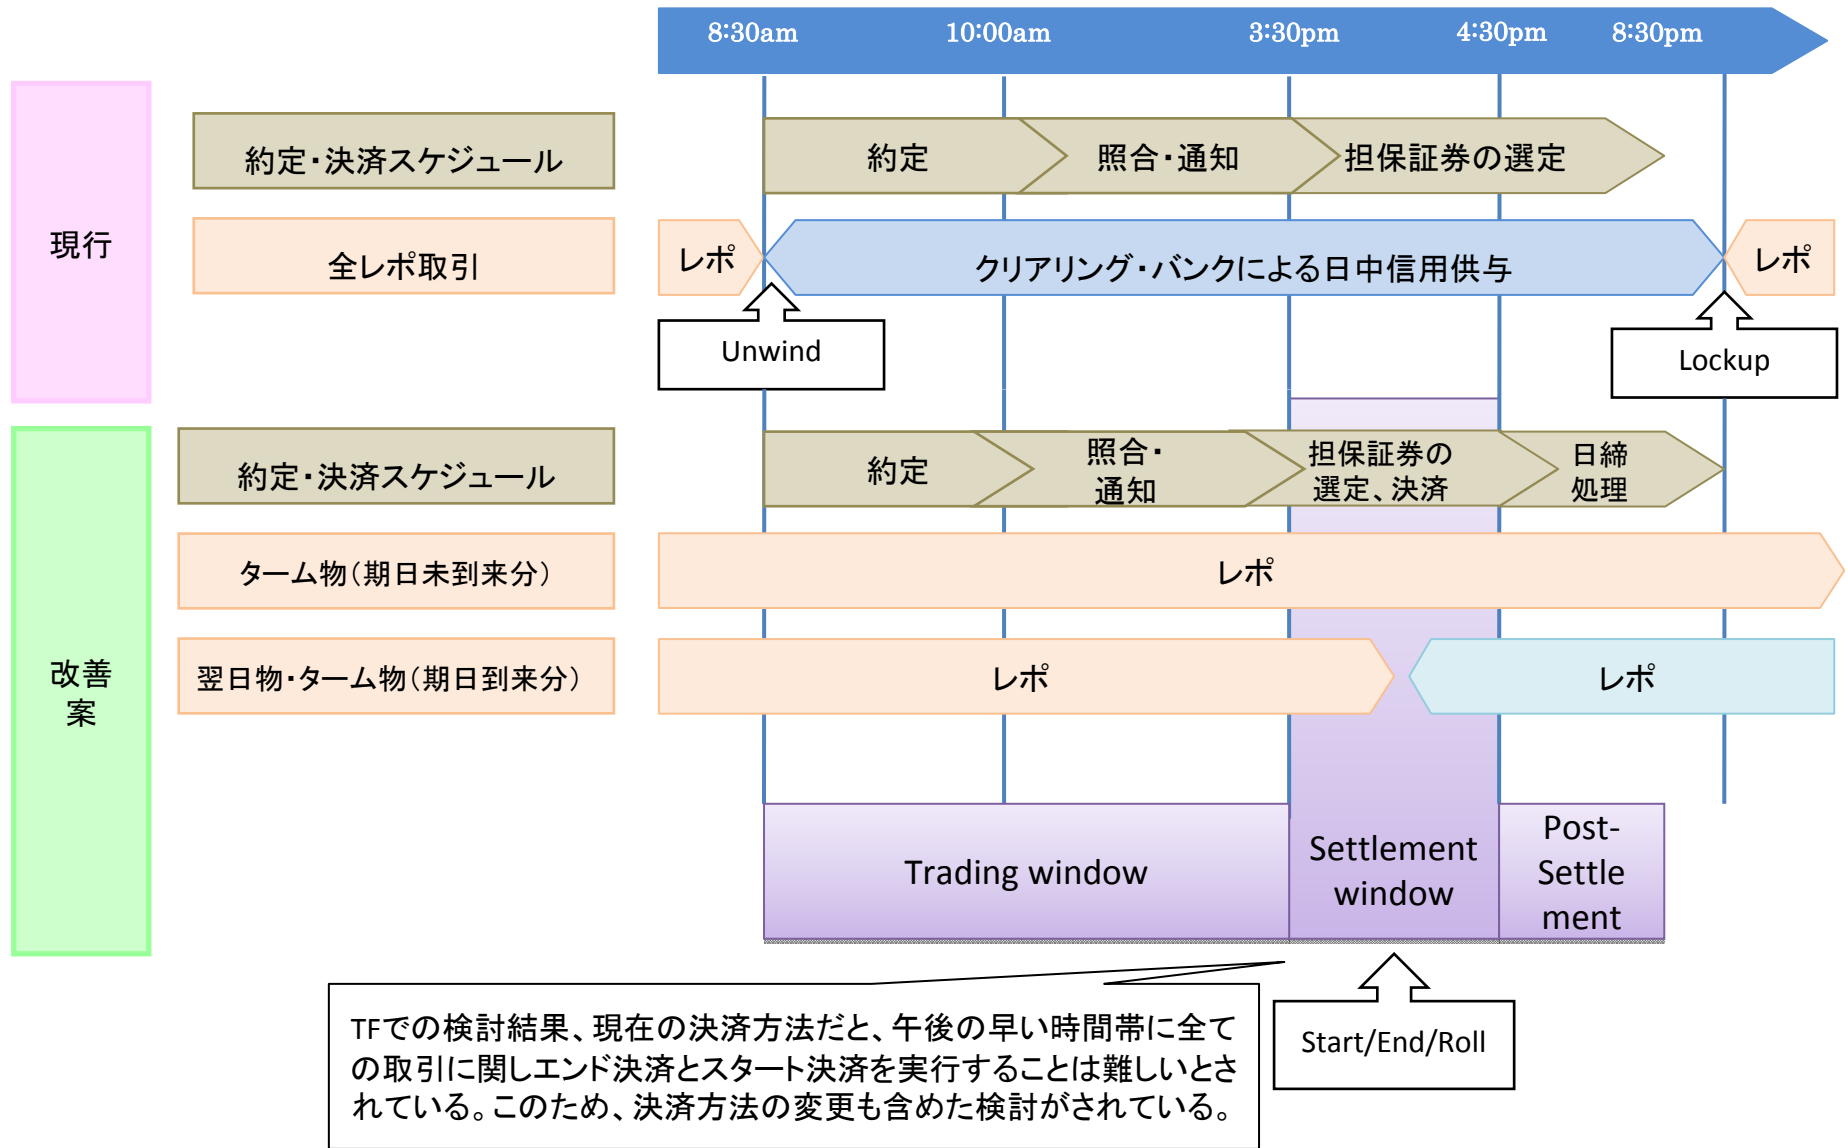 8:30am 10:00am 3:30pm 4:30pm 8:30pm
現行
約定・決済スケジュール
約定
照合・通知
担保証券の選定
全レポ取引
レポ
クリアリング・バンクによる日中信用供与
レポ
Unwind
Lockup
改善
案
約定・決済スケジュール
約定
照合・
通知
担保証券の
選定、決済
日締
処理
ターム物（期日未到来分）
レポ
翌日物・ターム物（期日到来分）
レポ
レポ
Trading window
Settlement
window
Post-
Settle
ment
TFでの検討結果、現在の決済方法だと、午後の早い時間帯に全て
の取引に関しエンド決済とスタート決済を実行することは難しいとさ
れている。このため、決済方法の変更も含めた検討がされている。
Start/End/Roll